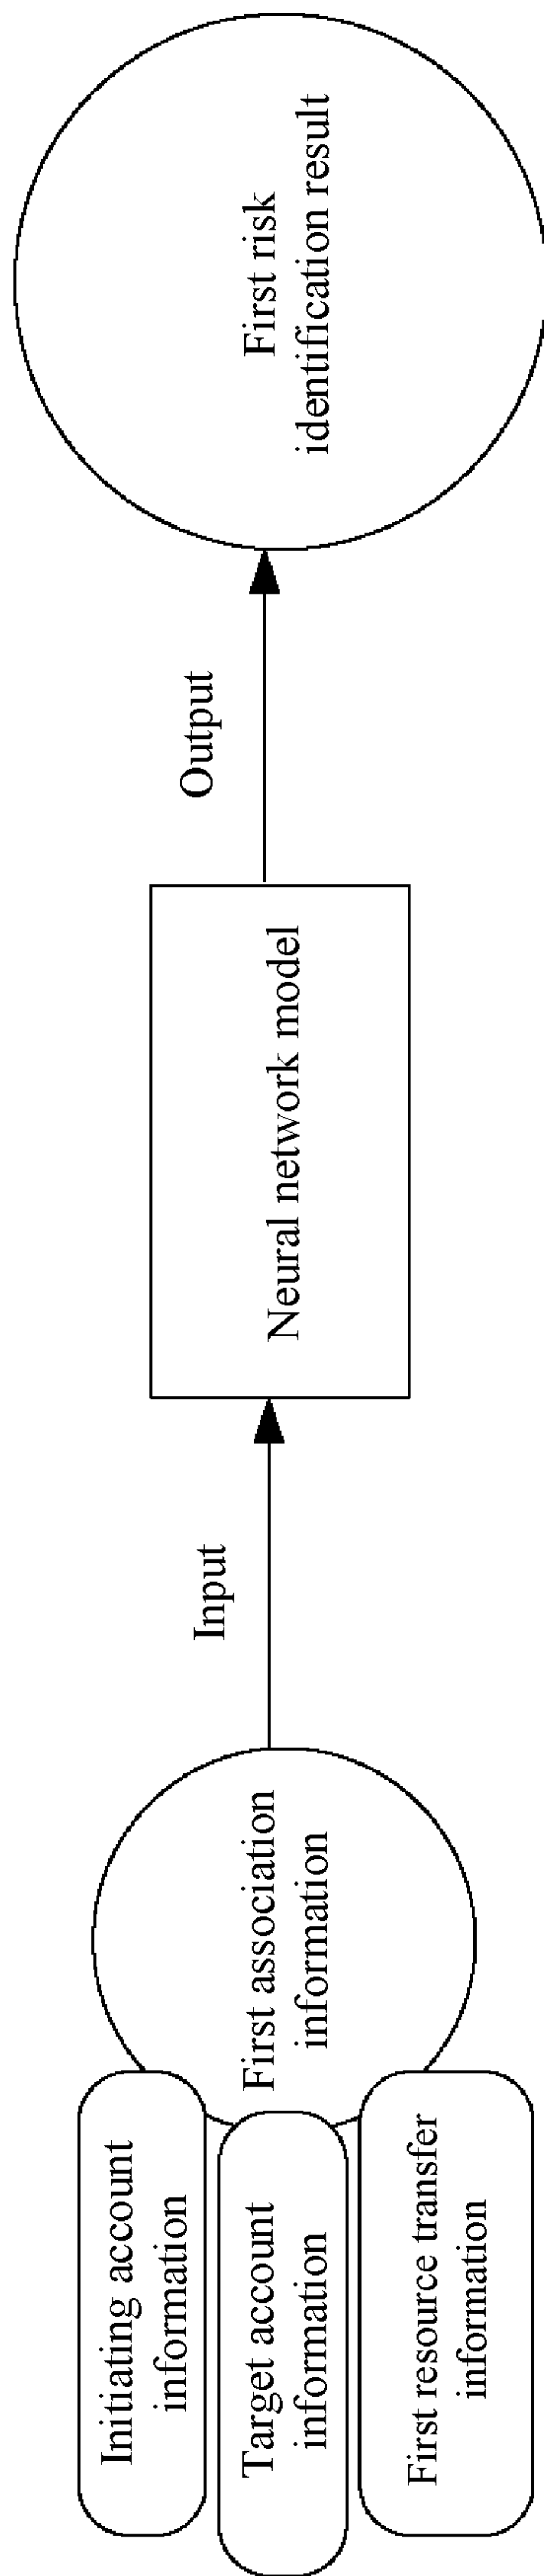 Initiating account
information
Target account
information
First resource transfer
information
First association
information
Input
Neural network model
Output
First risk
identification result